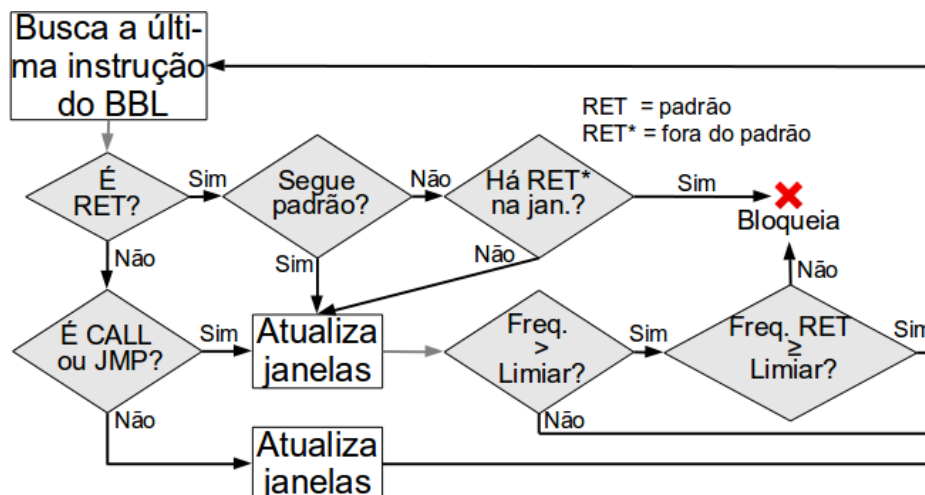 Busca a últi-
ma instrução
do BBL
RET = padrão
RET* = fora do padrão
É
RET?
Sim
Segue
padrão?
Não
Há RET*
na jan.?
Sim
Bloqueia
Não
Sim
Não
Não
É CALL
ou JMP?
Sim
Atualiza
janelas
Freq.
>
Limiar?
Sim
Freq. RET
≥
Limiar?
Sim
Não
Não
Atualiza
janelas